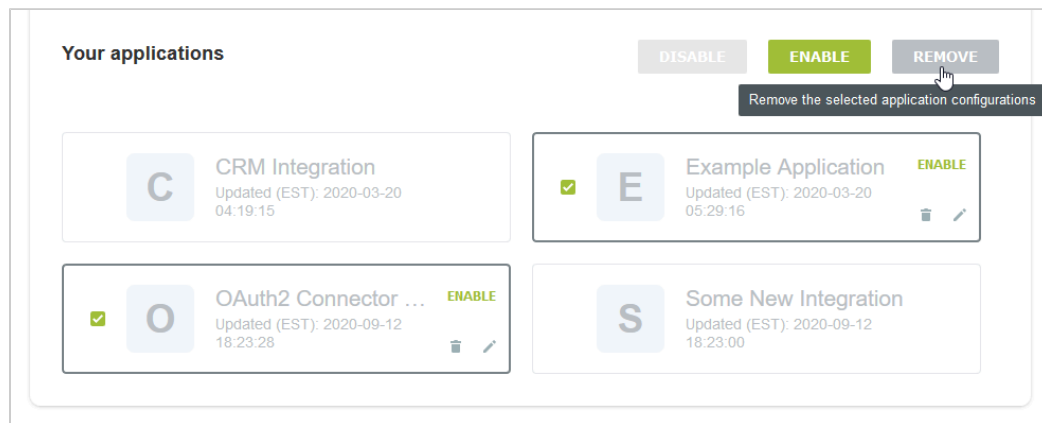 Your applications
DISABLE
ENABLE
REMOVE
Remove the selected application configurations
C
CRM Integration
Updated (EST): 2020-03-20
04:19:15
E
Example Application
ENABLE
Updated (EST): 2020-03-20
05:29:16
O
OAuth2 Connector ...
ENABLE
Updated (EST): 2020-09-12
18:23:28
S
Some New Integration
Updated (EST): 2020-09-12
18:23:00